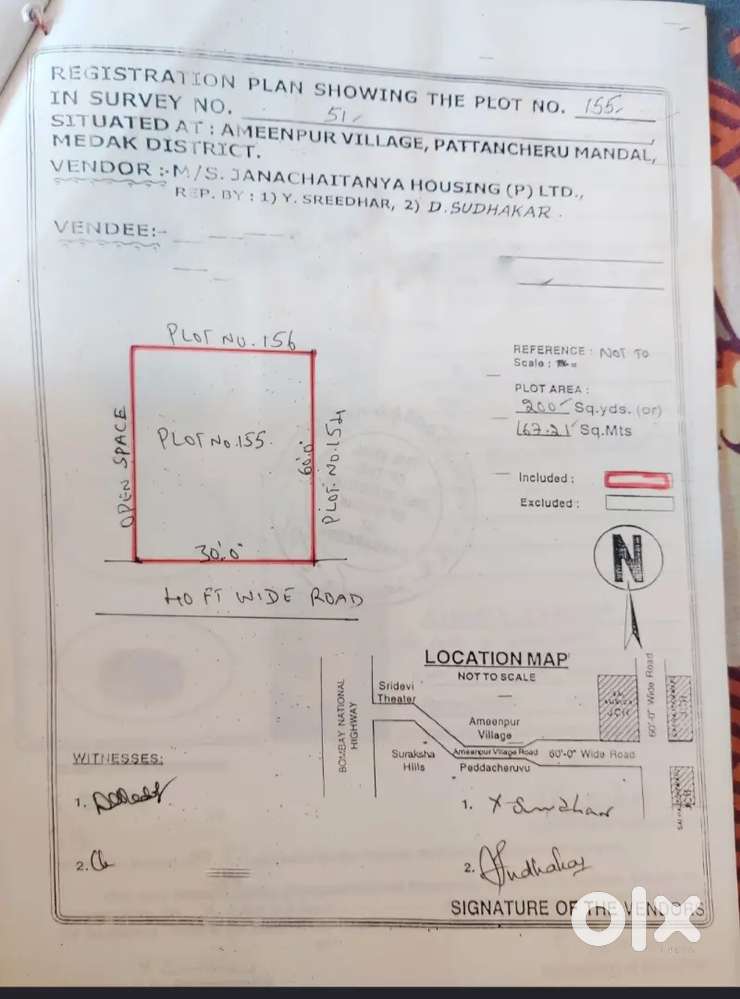 REGISTRATION PLAN SHOWING THE PLOT NO. 155
IN SURVEY NO. 51
SITUATED AT : AMEENPUR VILLAGE, PATTANCHERU MANDAL,
MEDAK DISTRICT.
VENDOR :- M/S. JANACHAITANYA HOUSING (P) LTD.,
REP. BY : 1) Y. SREEDHAR, 2) D. SUDHAKAR.
VENDEE:-
PLOT NO. 156
REFERENCE : NOT TO
Scale :
PLOT AREA :
200 Sq.yds. (or)
167.21 Sq.Mts
OPEN SPACE
PLOT NO. 155.
60'.0"
PLOT. NO. 154
Included :
Excluded :
30'.0"
40 FT WIDE ROAD
N
LOCATION MAP
NOT TO SCALE
BOMBAY NATIONAL
HIGHWAY
Sridevi
Theater
Ameenpur
Village
Suraksha
Hills
Ameenpur Village Road
60'-0" Wide Road
Peddacheruvu
60'-0" Wide Road
JCH
WITNESSES:
1.
1. Y. Sreedhar
2.
2. Sudhakar
SIGNATURE OF THE VENDORS
olx